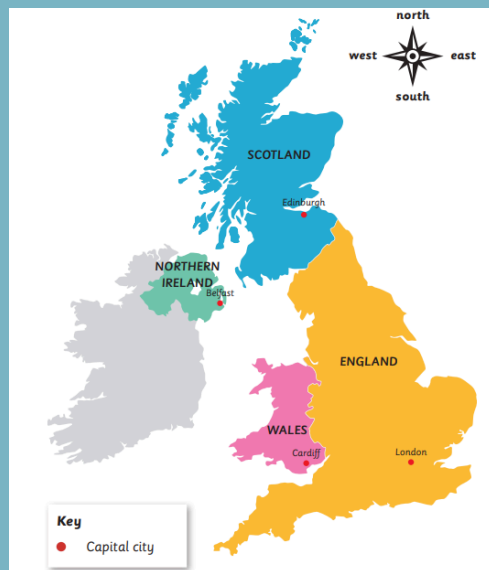 north
west east
south
SCOTLAND
Edinburgh
NORTHERN
IRELAND
Belfast
ENGLAND
WALES
Cardiff
London
Key
Capital city